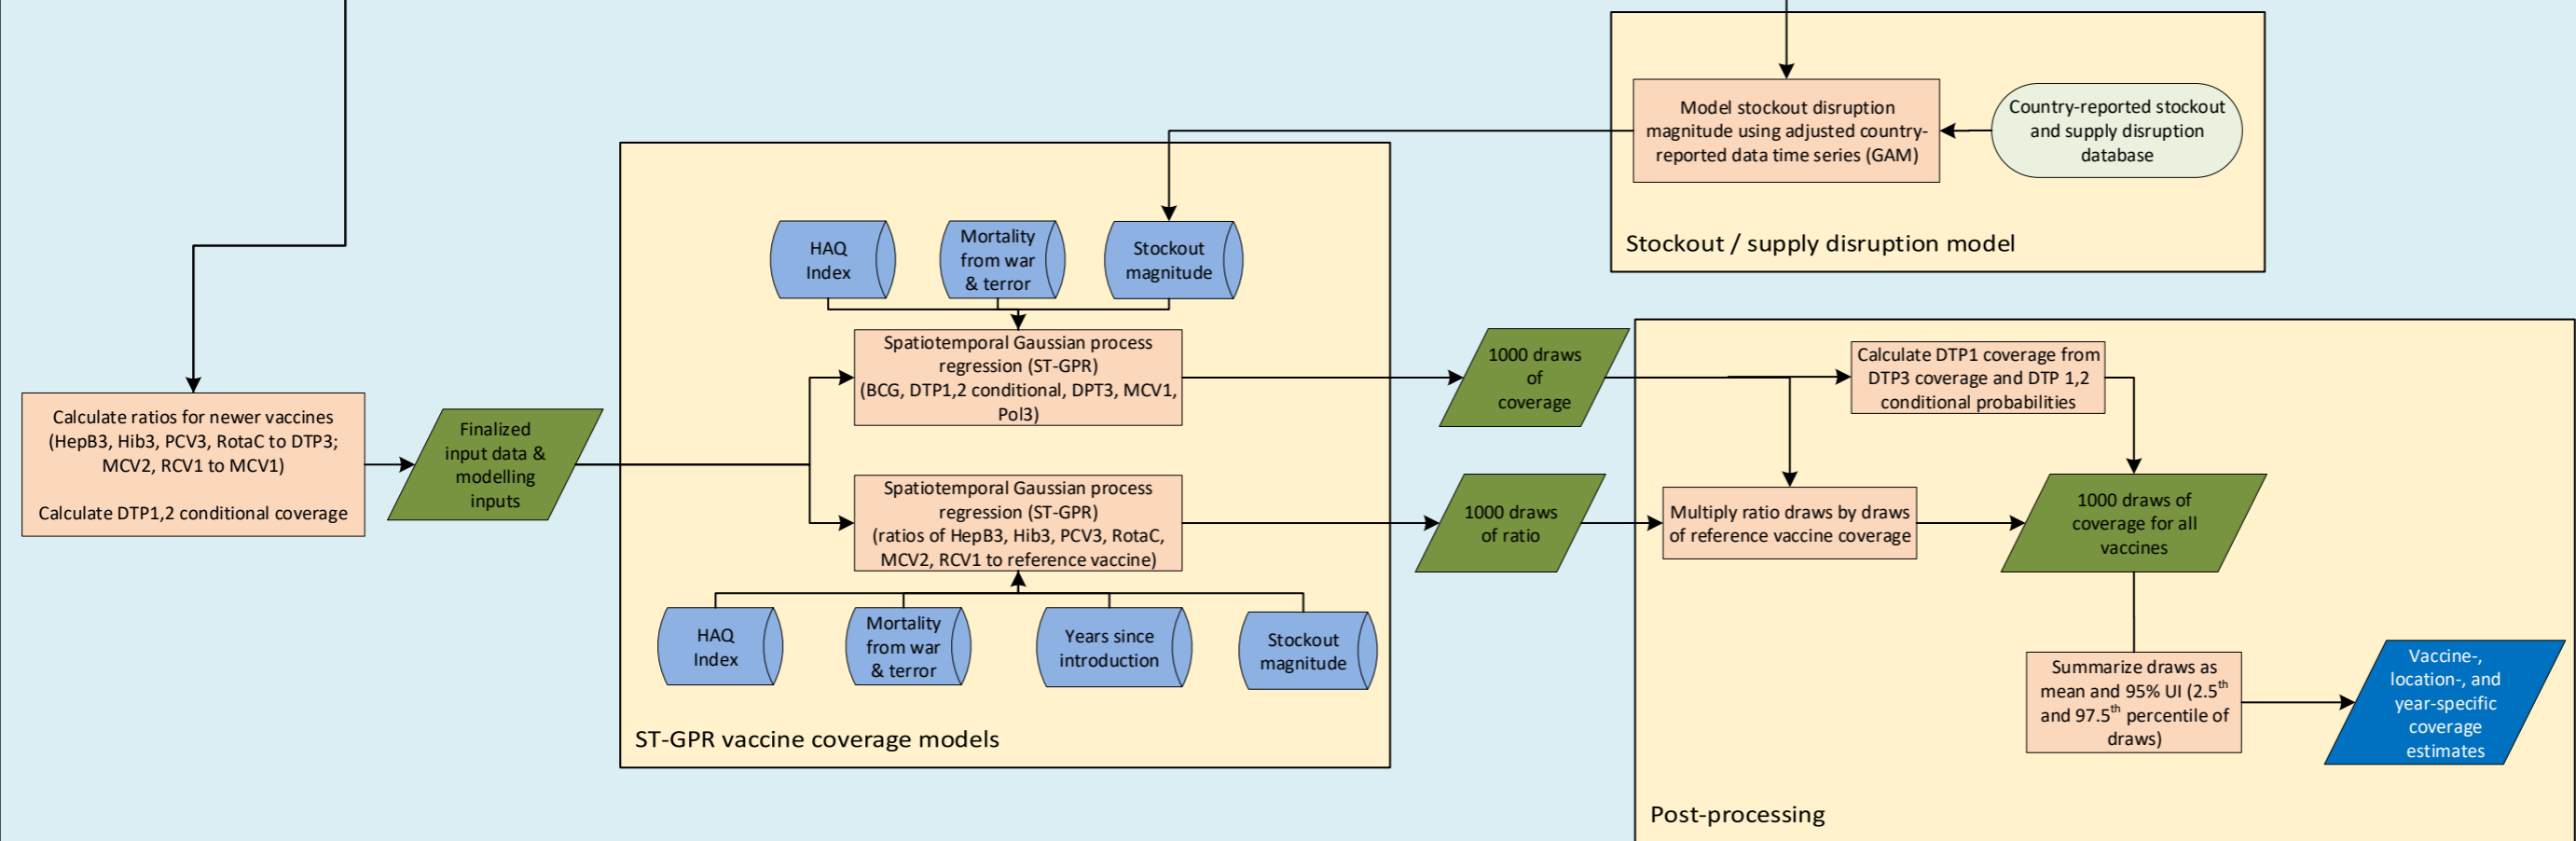 Model stockout disruption
magnitude using adjusted country-
reported data time series (GAM)
Country-reported stockout
and supply disruption
database
Stockout / supply disruption model
Calculate ratios for newer vaccines
(HepB3, Hib3, PCV3, RotaC to DTP3;
MCV2, RCV1 to MCV1)
Calculate DTP1,2 conditional coverage
Finalized
input data &
modelling
inputs
HAQ
Index
Mortality
from war
& terror
Stockout
magnitude
Spatiotemporal Gaussian process
regression (ST-GPR)
(BCG, DTP1,2 conditional, DPT3, MCV1,
Pol3)
Spatiotemporal Gaussian process
regression (ST-GPR)
(ratios of HepB3, Hib3, PCV3, RotaC,
MCV2, RCV1 to reference vaccine)
HAQ
Index
Mortality
from war
& terror
Years since
introduction
Stockout
magnitude
ST-GPR vaccine coverage models
1000 draws
of
coverage
1000 draws
of ratio
Calculate DTP1 coverage from
DTP3 coverage and DTP 1,2
conditional probabilities
Multiply ratio draws by draws
of reference vaccine coverage
1000 draws of
coverage for all
vaccines
Summarize draws as
mean and 95% UI (2.5th
and 97.5th percentile of
draws)
Vaccine-,
location-, and
year-specific
coverage
estimates
Post-processing